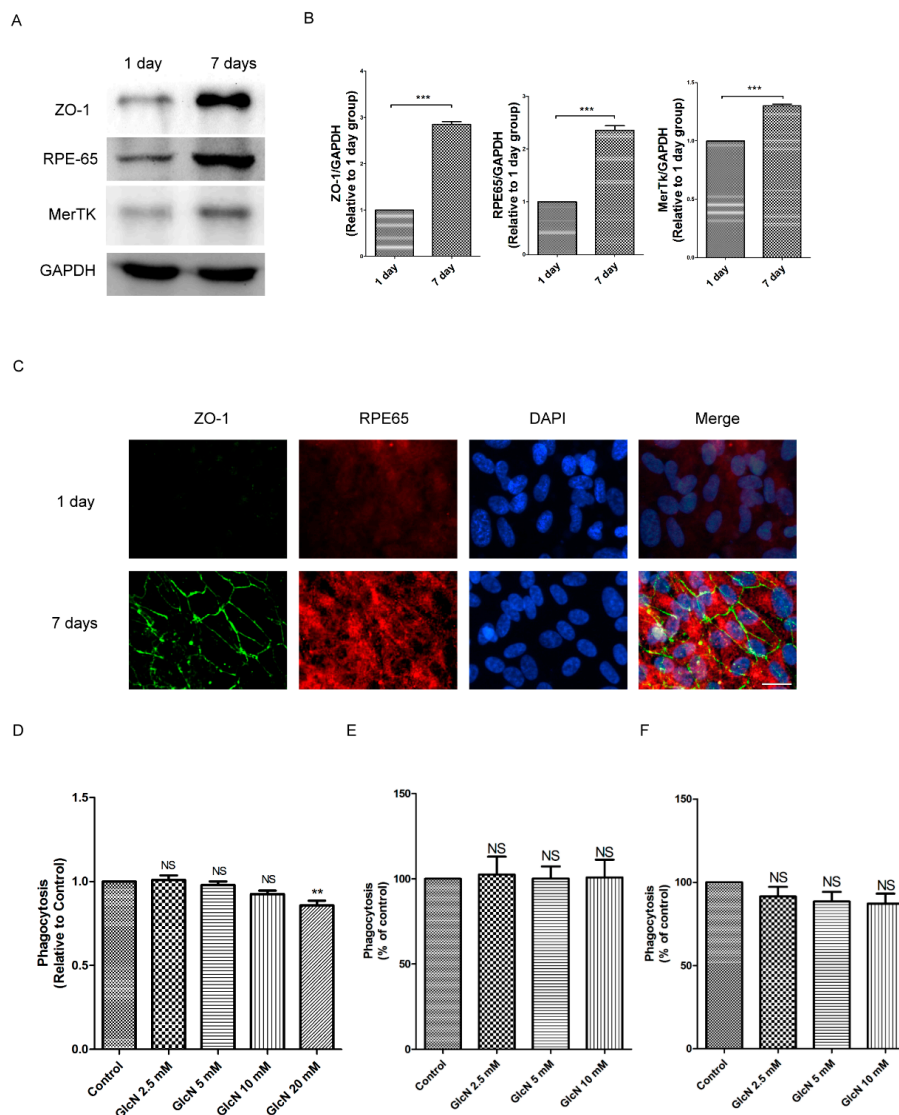 A
1 day 7 days
ZO-1
RPE-65
MerTK
GAPDH
B
ZO-1/GAPDH
(Relative to 1 day group)
4
3
2
1
0
***
1 day
7 day
RPE65/GAPDH
(Relative to 1 day group)
3
2
1
0
***
1 day
7 day
MerTk/GAPDH
(Relative to 1 day group)
1.5
1.0
0.5
0.0
***
1 day
7 day
C
ZO-1 RPE65 DAPI Merge
1 day
7 days
D
Phagocytosis
(Relative to Control)
1.5
1.0
0.5
0.0
NS NS NS **
Control
GlcN 2.5 mM
GlcN 5 mM
GlcN 10 mM
GlcN 20 mM
E
Phagocytosis
(% of control)
150
100
50
0
NS NS NS
Control
GlcN 2.5 mM
GlcN 5 mM
GlcN 10 mM
F
Phagocytosis
(% of control)
150
100
50
0
NS NS NS
Control
GlcN 2.5 mM
GlcN 5 mM
GlcN 10 mM